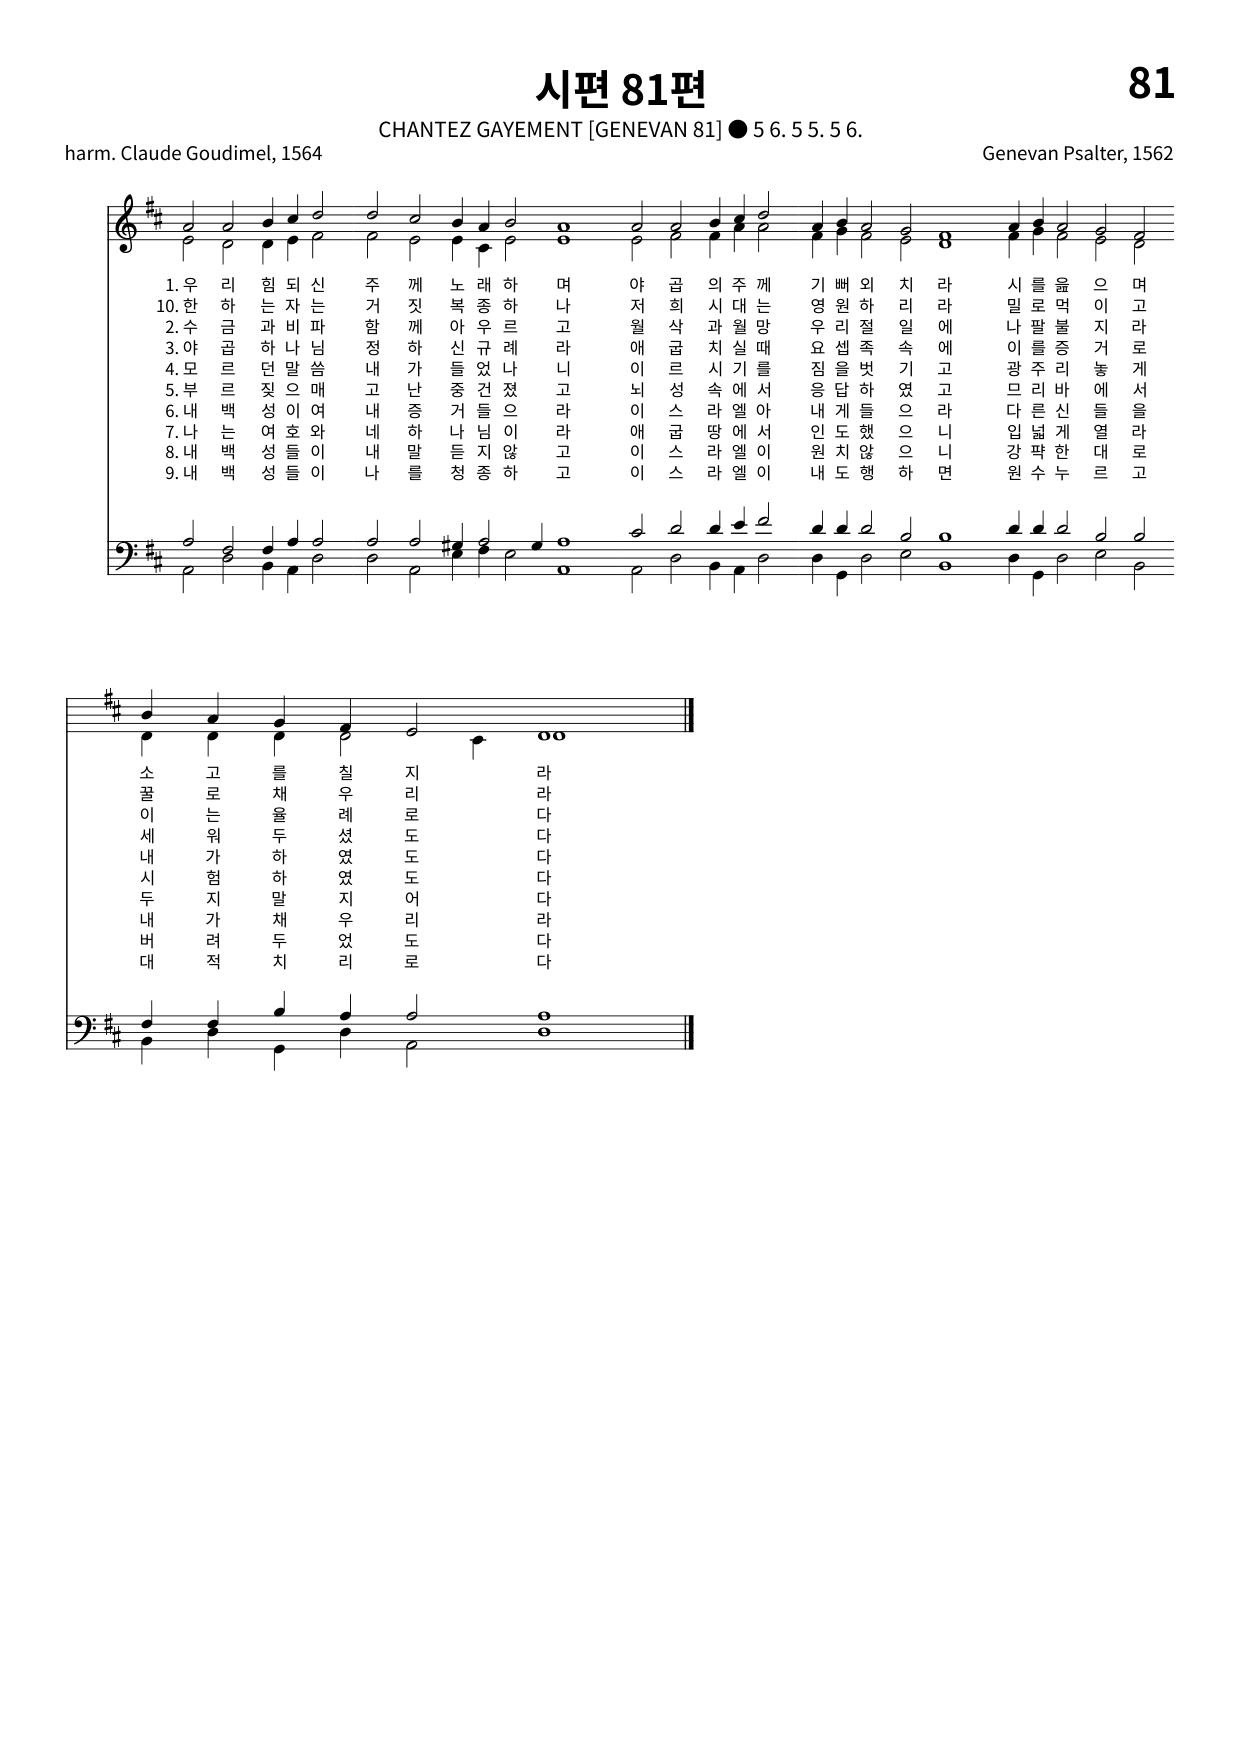 시편 81편
81
CHANTEZ GAYEMENT [GENEVAN 81] ● 5 6. 5 5. 5 6.
harm. Claude Goudimel, 1564
Genevan Psalter, 1562
1. 우 리 힘 되 신 주 께 노 래 하 며 야 곱 의 주 께 기 뻐 외 치 라 시 를 읊 으 며
10. 한 하 는 자 는 거 짓 복 종 하 나 저 희 시 대 는 영 원 하 리 라 밀 로 먹 이 고
2. 수 금 과 비 파 함 께 아 우 르 고 월 삭 과 월 망 우 리 절 일 에 나 팔 불 지 라
3. 야 곱 하 나 님 정 하 신 규 례 라 애 굽 치 실 때 요 셉 족 속 에 이 를 증 거 로
4. 모 르 던 말 씀 내 가 들 었 나 니 이 르 시 기 를 짐 을 벗 기 고 광 주 리 놓 게
5. 부 르 짖 으 매 고 난 중 건 졌 고 뇌 성 속 에 서 응 답 하 였 고 므 리 바 에 서
6. 내 백 성 이 여 내 증 거 들 으 라 이 스 라 엘 아 내 게 들 으 라 다 른 신 들 을
7. 나 는 여 호 와 네 하 나 님 이 라 애 굽 땅 에 서 인 도 했 으 니 입 넓 게 열 라
8. 내 백 성 들 이 내 말 듣 지 않 고 이 스 라 엘 이 원 치 않 으 니 강 퍅 한 대 로
9. 내 백 성 들 이 나 를 청 종 하 고 이 스 라 엘 이 내 도 행 하 면 원 수 누 르 고
소 고 를 칠 지 라
꿀 로 채 우 리 라
이 는 율 례 로 다
세 워 두 셨 도 다
내 가 하 였 도 다
시 험 하 였 도 다
두 지 말 지 어 다
내 가 채 우 리 라
버 려 두 었 도 다
대 적 치 리 로 다